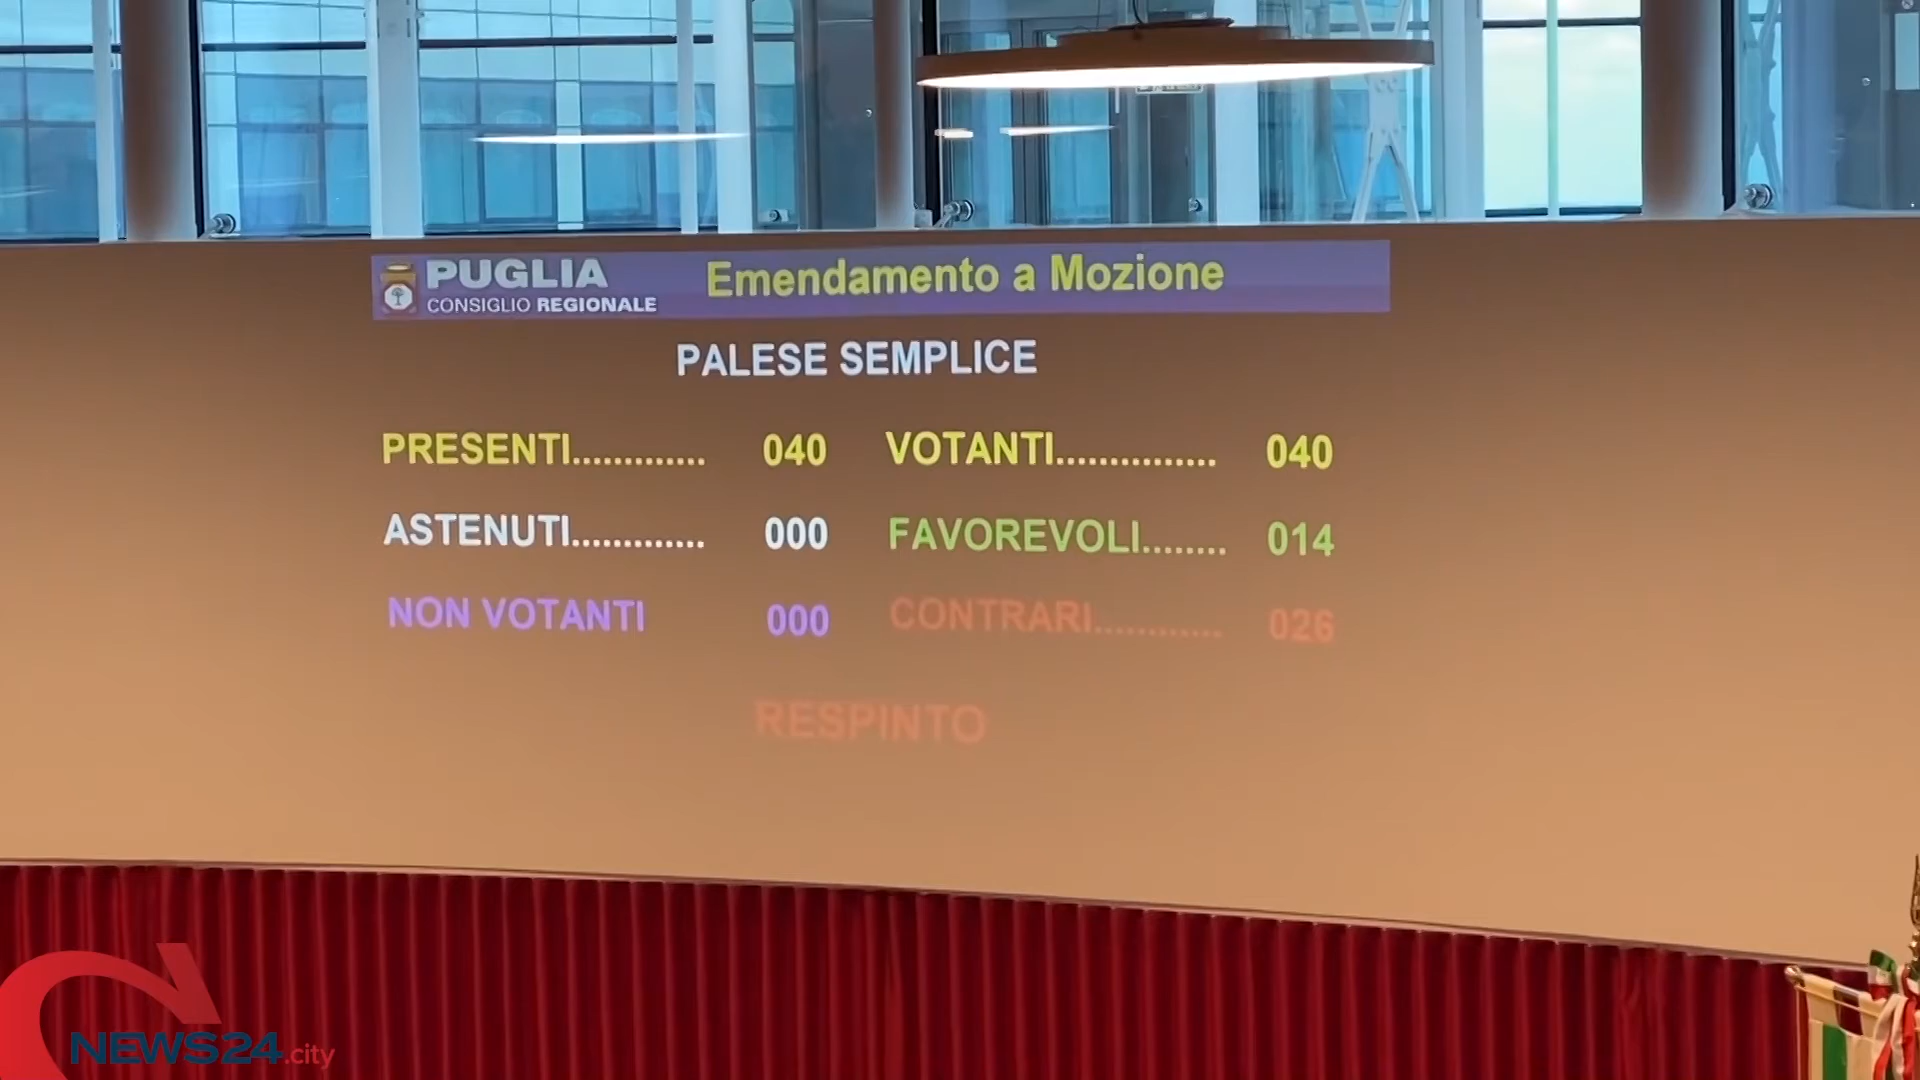 PUGLIA
CONSIGLIO REGIONALE
Emendamento a Mozione
PALESE SEMPLICE
PRESENTI............. 040 VOTANTI............... 040
ASTENUTI............. 000 FAVOREVOLI........ 014
NON VOTANTI 000 CONTRARI............ 026
RESPINTO
NEWS24.city